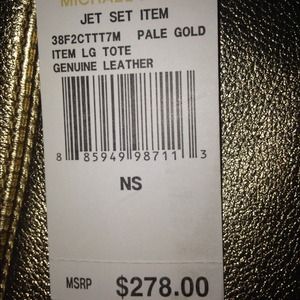 MICHAEL
JET SET ITEM
38F2CTTT7M PALE GOLD
ITEM LG TOTE
GENUINE LEATHER
8 85949 98711 3
NS
MSRP $278.00